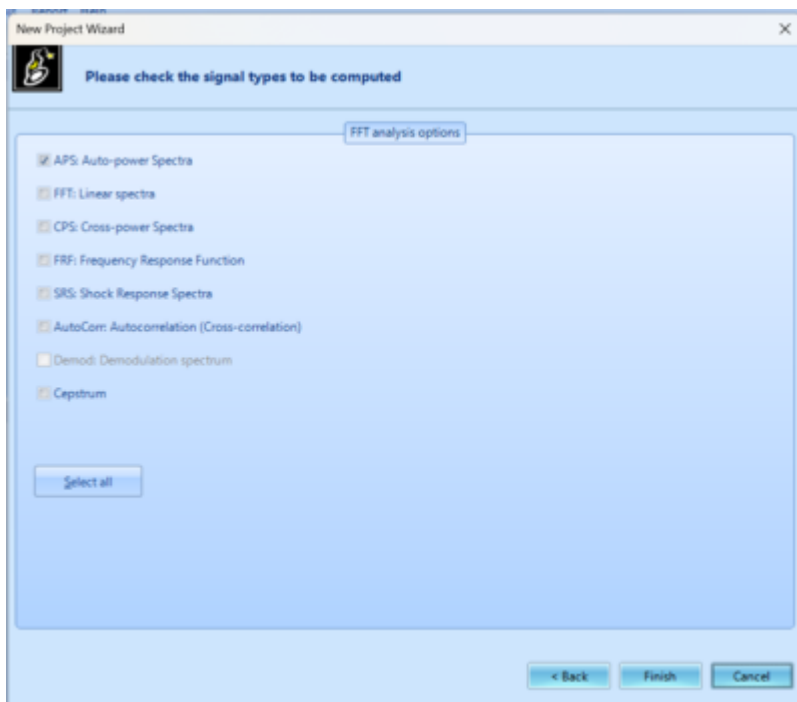 New Project Wizard
Please check the signal types to be computed
FFT analysis options
APS: Auto-power Spectra
FFT: Linear spectra
CPS: Cross-power Spectra
FRF: Frequency Response Function
SRS: Shock Response Spectra
AutoCorr: Autocorrelation (Cross-correlation)
Demod: Demodulation spectrum
Cepstrum
Select all
< Back Finish Cancel